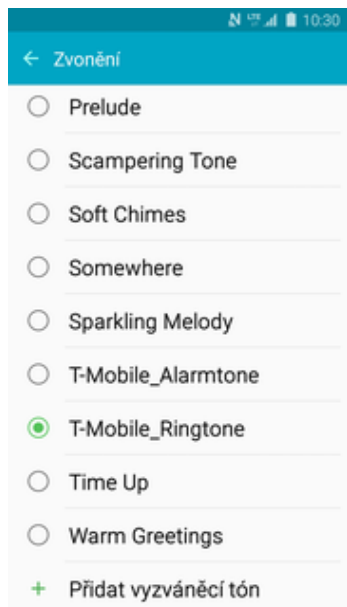 10:30
Zvonění
Prelude
Scampering Tone
Soft Chimes
Somewhere
Sparkling Melody
T-Mobile_Alarmtone
T-Mobile_Ringtone
Time Up
Warm Greetings
Přidat vyzváněcí tón